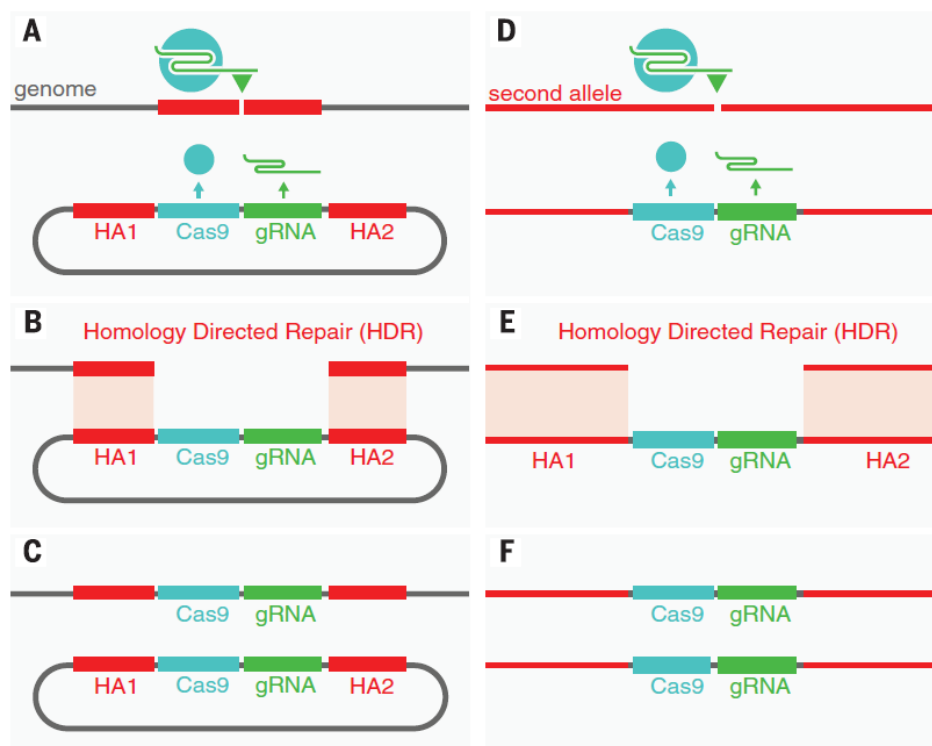 A
genome
HA1 Cas9 gRNA HA2
B
Homology Directed Repair (HDR)
HA1 Cas9 gRNA HA2
C
Cas9 gRNA
HA1 Cas9 gRNA HA2
D
second allele
Cas9 gRNA
E
Homology Directed Repair (HDR)
HA1 Cas9 gRNA HA2
F
Cas9 gRNA
Cas9 gRNA